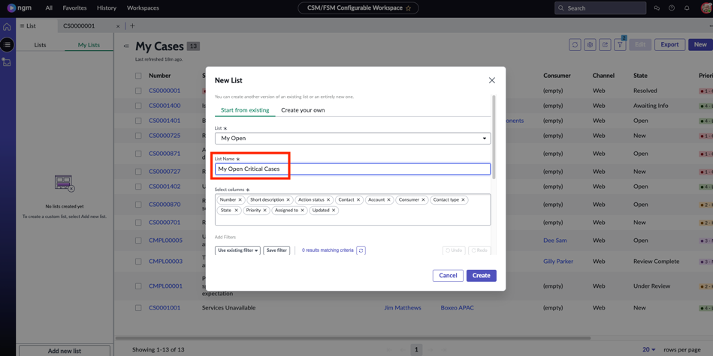 ngm All Favorites History Workspaces CSM/FSM Configurable Workspace ☆ Search
List CS0000001 × +
Lists My Lists
My Cases 13
Last refreshed 18m ago.
2 Edit Export New
Number Consumer Channel State
CS0000001 (empty) Web Resolved
CS0001400 (empty) Web Awaiting Info
CS0001401 (empty) Web Open
CS0000725 (empty) Web New
CS0000871 (empty) Web Open
CS0000727 (empty) Web New
CS0001402 (empty) Web Open
CS0000870 (empty) Web Open
CS0000701 (empty) Web New
CMPL00005 Dee Sam Web Open
CMPL00003 Gilly Parker Web Review Complete
CMPL00001 expectation (empty) Web Under Review
CS0001001 Services Unavailable Jim Matthews Boxeo APAC (empty) Web New
No lists created yet!
To create a custom list, select Add new list.
Add new list
Showing 1-13 of 13 1 20 rows per page
New List
You can create another version of an existing list or an entirely new one.
Start from existing Create your own
List
My Open
List Name
My Open Critical Cases
Select columns
Number × Short description × Action status × Contact × Account × Consumer × Contact type ×
State × Priority × Assigned to × Updated ×
Add Filters
Use existing filter Save filter 0 results matching criteria Undo Redo
Cancel Create